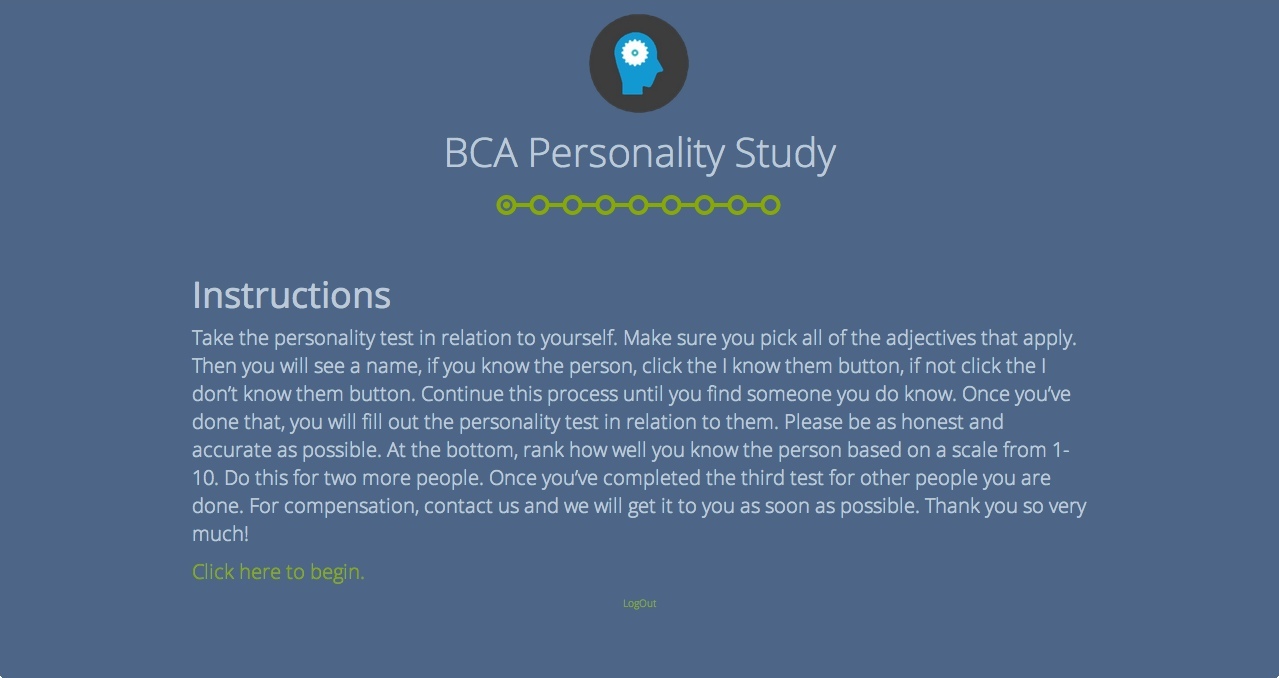 BCA Personality Study
Instructions
Take the personality test in relation to yourself. Make sure you pick all of the adjectives that apply.
Then you will see a name, if you know the person, click the I know them button, if not click the I
don’t know them button. Continue this process until you find someone you do know. Once you’ve
done that, you will fill out the personality test in relation to them. Please be as honest and
accurate as possible. At the bottom, rank how well you know the person based on a scale from 1-
10. Do this for two more people. Once you’ve completed the third test for other people you are
done. For compensation, contact us and we will get it to you as soon as possible. Thank you so very
much!
Click here to begin.
LogOut